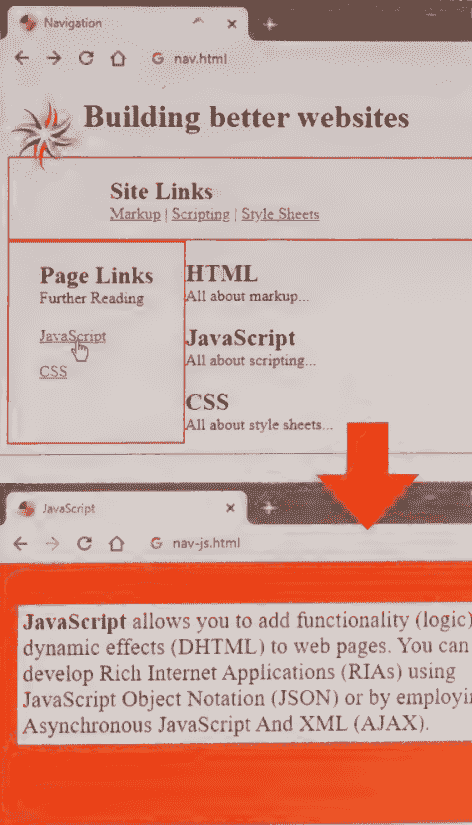 Navigation
nav.html
Building better websites
Site Links
Markup | Scripting | Style Sheets
Page Links
Further Reading
JavaScript
CSS
HTML
All about markup...
JavaScript
All about scripting...
CSS
All about style sheets...
JavaScript
nav-js.html
JavaScript allows you to add functionality (logic)
dynamic effects (DHTML) to web pages. You can
develop Rich Internet Applications (RIAs) using
JavaScript Object Notation (JSON) or by employi
Asynchronous JavaScript And XML (AJAX).